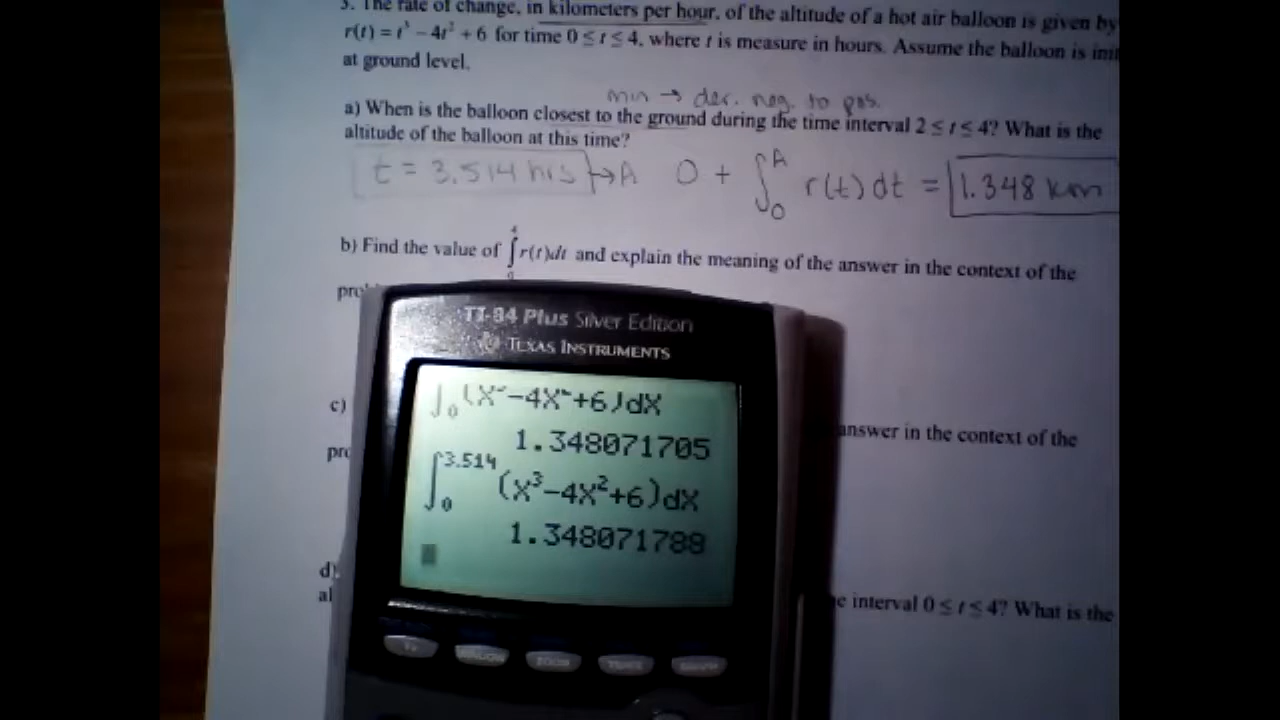 3. The rate of change, in kilometers per hour, of the altitude of a hot air balloon is given by
r(t) = t³ − 4t² + 6 for time 0 ≤ t ≤ 4, where t is measure in hours. Assume the balloon is
at ground level.
min → der. neg. to pos.
a) When is the balloon closest to the ground during the time interval 2 ≤ t ≤ 4? What is the
altitude of the balloon at this time?
t = 3.514 hrs → A 0 + ∫₀ᴬ r(t) dt = 1.348 km
b) Find the value of ∫₀⁴ r(t)dt and explain the meaning of the answer in the context of the
TI-84 Plus Silver Edition
TEXAS INSTRUMENTS
∫₀ (X -4X +6)dX
1.348071705
c) answer in the context of the
∫₀^3.514 (X³-4X²+6)dX
1.348071788
d)
interval 0 ≤ t ≤ 4? What is the